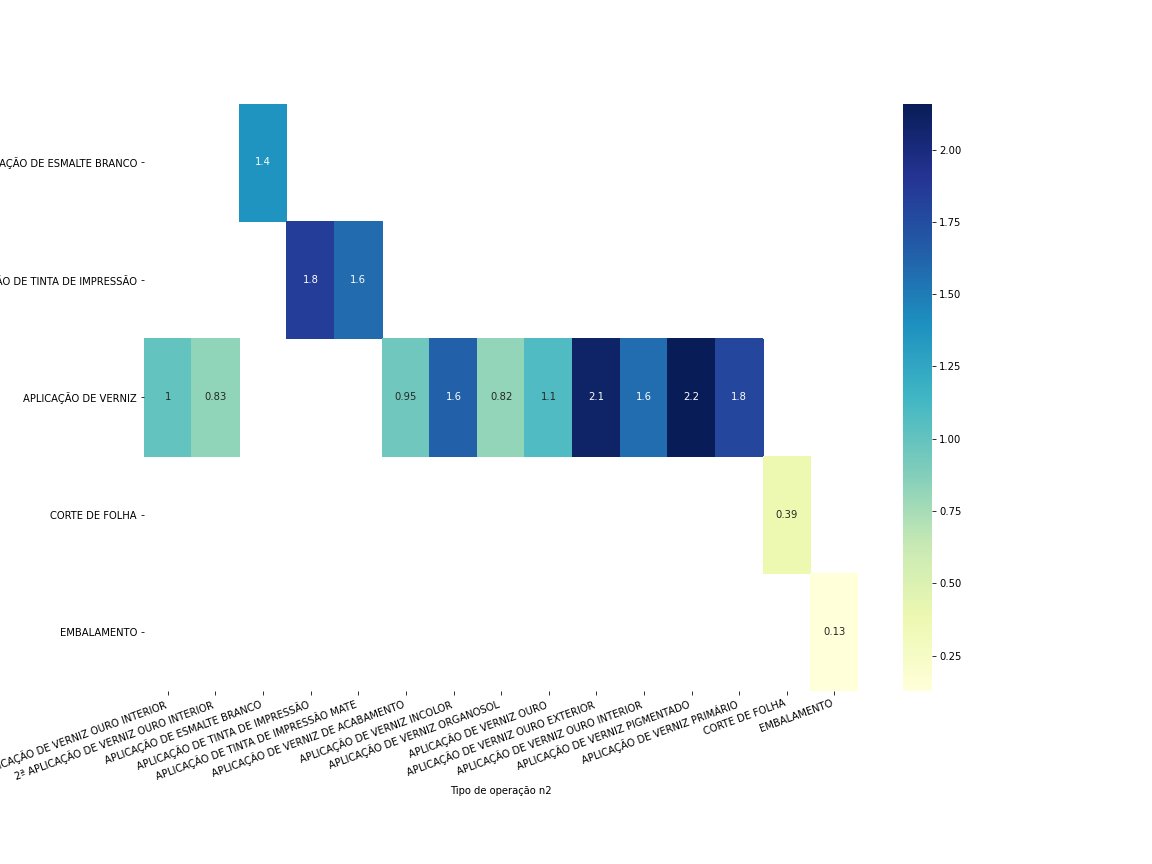 DE ESMALTE BRANCO
1.4
DE TINTA DE IMPRESSÃO
1.8
1.6
APLICAÇÃO DE VERNIZ
1
0.83
0.95
1.6
0.82
1.1
2.1
1.6
2.2
1.8
CORTE DE FOLHA
0.39
EMBALAMENTO
0.13
2.00
1.75
1.50
1.25
1.00
0.75
0.50
0.25
DE VERNIZ OURO INTERIOR
2ª APLICAÇÃO DE VERNIZ OURO INTERIOR
APLICAÇÃO DE ESMALTE BRANCO
APLICAÇÃO DE TINTA DE IMPRESSÃO
APLICAÇÃO DE TINTA DE IMPRESSÃO MATE
APLICAÇÃO DE VERNIZ DE ACABAMENTO
APLICAÇÃO DE VERNIZ INCOLOR
APLICAÇÃO DE VERNIZ ORGANOSOL
APLICAÇÃO DE VERNIZ OURO
APLICAÇÃO DE VERNIZ OURO EXTERIOR
APLICAÇÃO DE VERNIZ OURO INTERIOR
APLICAÇÃO DE VERNIZ PIGMENTADO
APLICAÇÃO DE VERNIZ PRIMÁRIO
CORTE DE FOLHA
EMBALAMENTO
Tipo de operação n2